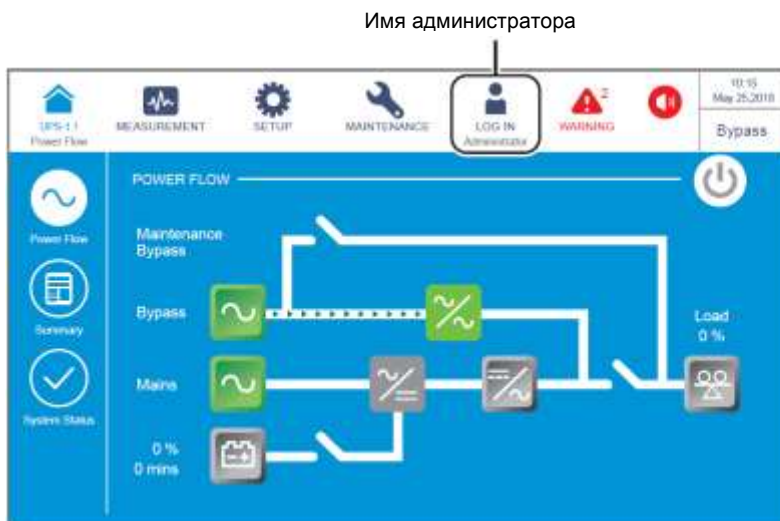 Имя администратора
10:15
May 25,2018
UPS-1.1
Power Flow
MEASUREMENT
SETUP
MAINTENANCE
LOG IN
Administrator
2
WARNING
Bypass
POWER FLOW
Power Flow
Maintenance
Bypass
Bypass
Summary
Load
0 %
Mains
System Status
0 %
0 mins